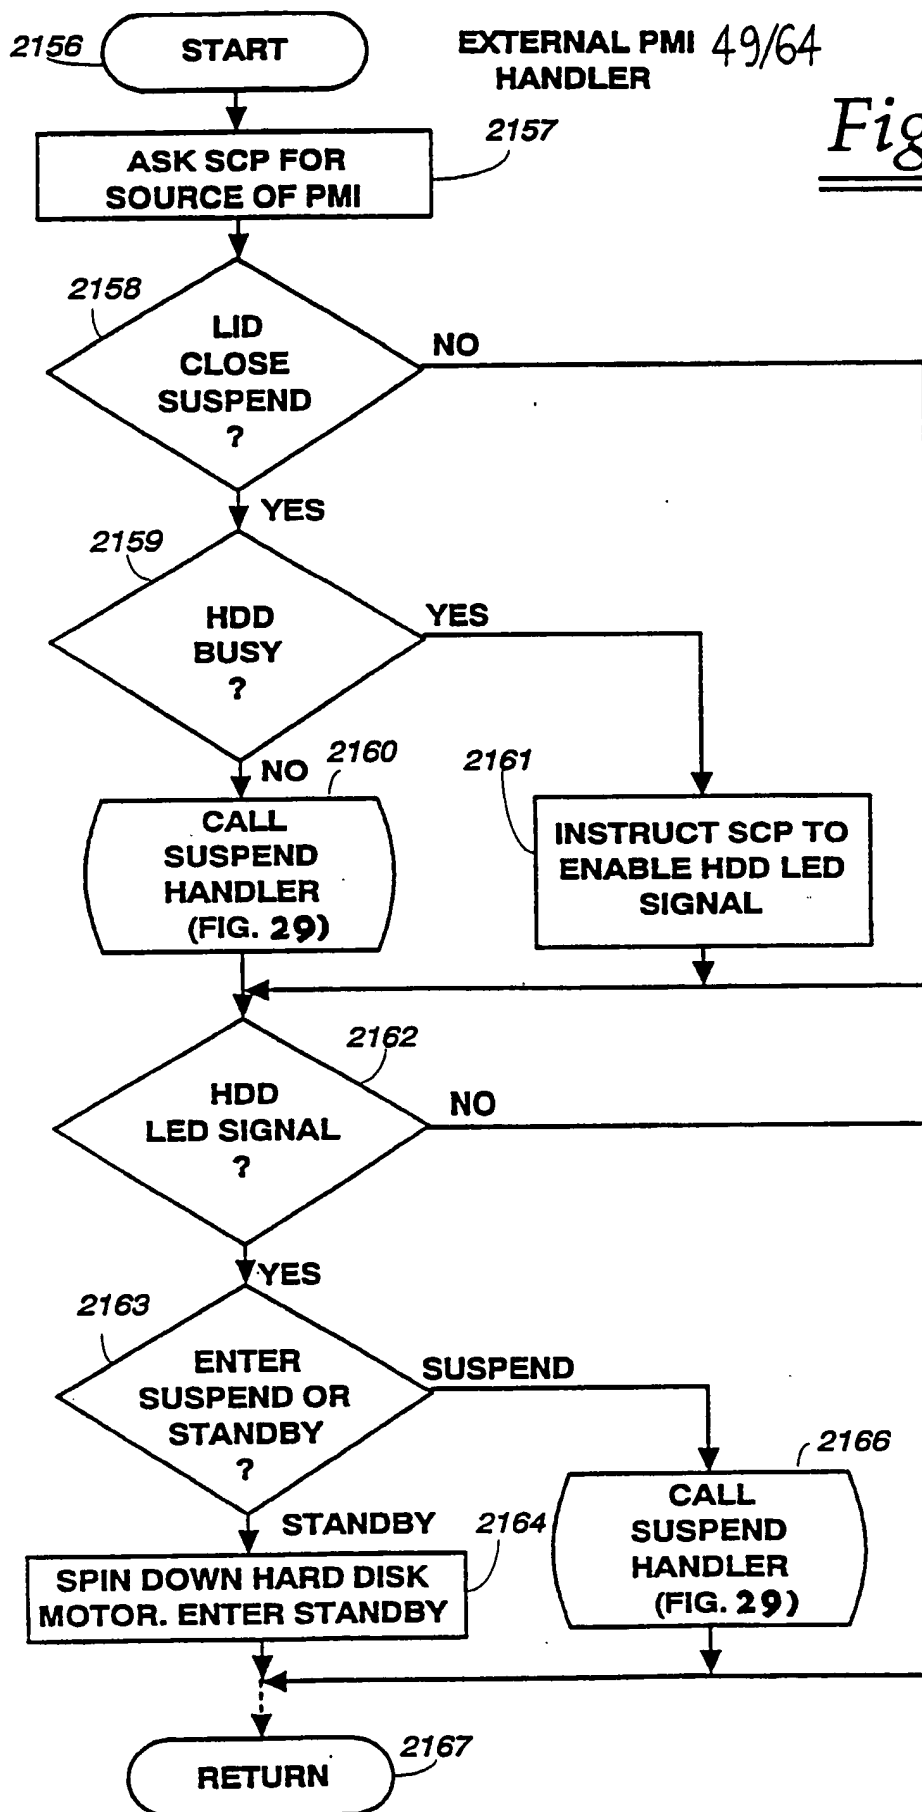 2156
START
EXTERNAL PMI
HANDLER
49/64
Fig
ASK SCP FOR
SOURCE OF PMI
2157
2158
LID
CLOSE
SUSPEND
?
NO
YES
2159
HDD
BUSY
?
YES
NO
2160
CALL
SUSPEND
HANDLER
(FIG. 29)
2161
INSTRUCT SCP TO
ENABLE HDD LED
SIGNAL
2162
HDD
LED SIGNAL
?
NO
YES
2163
ENTER
SUSPEND OR
STANDBY
?
SUSPEND
STANDBY
2164
SPIN DOWN HARD DISK
MOTOR. ENTER STANDBY
2166
CALL
SUSPEND
HANDLER
(FIG. 29)
RETURN
2167